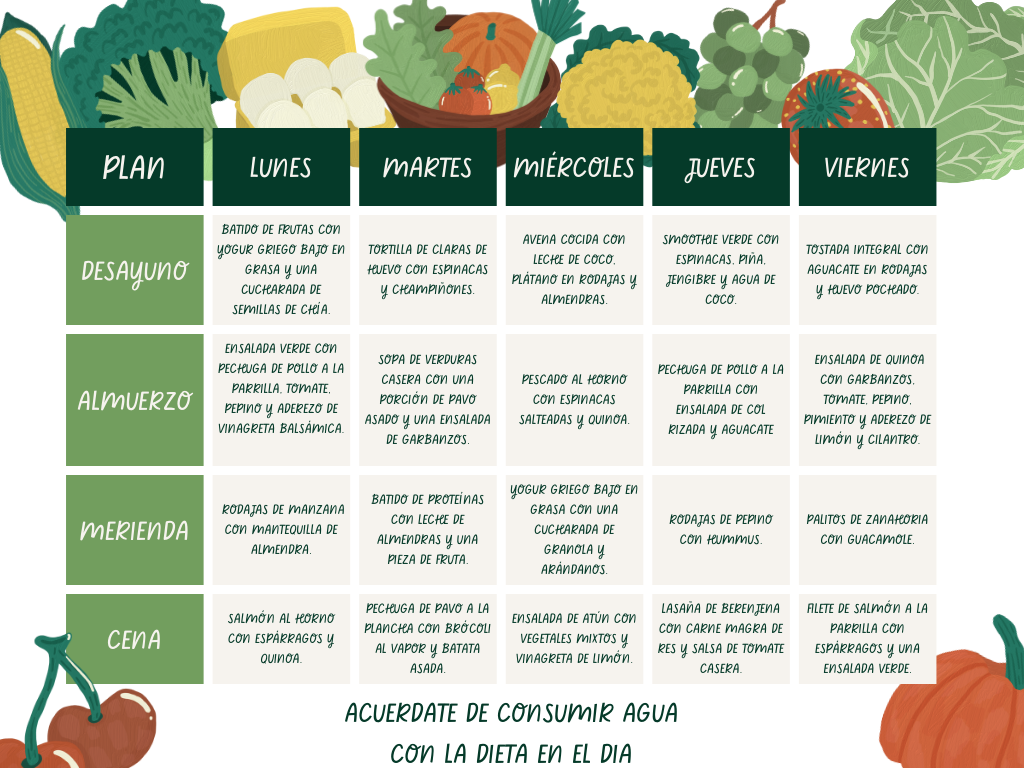 PLAN
LUNES
MARTES
MIÉRCOLES
JUEVES
VIERNES
DESAYUNO
BATIDO DE FRUTAS CON
YOGUR GRIEGO BAJO EN
GRASA Y UNA
CUCHARADA DE
SEMILLAS DE CHÍA.
TORTILLA DE CLARAS DE
HUEVO CON ESPINACAS
Y CHAMPIÑONES.
AVENA COCIDA CON
LECHE DE COCO,
PLÁTANO EN RODAJAS Y
ALMENDRAS.
SMOOTHIE VERDE CON
ESPINACAS, PIÑA,
JENGIBRE Y AGUA DE
COCO.
TOSTADA INTEGRAL CON
AGUACATE EN RODAJAS
Y HUEVO POCHADO.
ALMUERZO
ENSALADA VERDE CON
PECHUGA DE POLLO A LA
PARRILLA, TOMATE,
PEPINO Y ADEREZO DE
VINAGRETA BALSÁMICA.
SOPA DE VERDURAS
CASERA CON UNA
PORCIÓN DE PAVO
ASADO Y UNA ENSALADA
DE GARBANZOS.
PESCADO AL HORNO
CON ESPINACAS
SALTEADAS Y QUINOA.
PECHUGA DE POLLO A LA
PARRILLA CON
ENSALADA DE COL
RIZADA Y AGUACATE
ENSALADA DE QUINOA
CON GARBANZOS,
TOMATE, PEPINO,
PIMIENTO Y ADEREZO DE
LIMÓN Y CILANTRO.
MERIENDA
RODAJAS DE MANZANA
CON MANTEQUILLA DE
ALMENDRA.
BATIDO DE PROTEÍNAS
CON LECHE DE
ALMENDRAS Y UNA
PIEZA DE FRUTA.
YOGUR GRIEGO BAJO EN
GRASA CON UNA
CUCHARADA DE
GRANOLA Y
ARÁNDANOS.
RODAJAS DE PEPINO
CON HUMMUS.
PALITOS DE ZANAHORIA
CON GUACAMOLE.
CENA
SALMÓN AL HORNO
CON ESPÁRRAGOS Y
QUINOA.
PECHUGA DE PAVO A LA
PLANCHA CON BRÓCOLI
AL VAPOR Y BATATA
ASADA.
ENSALADA DE ATÚN CON
VEGETALES MIXTOS Y
VINAGRETA DE LIMÓN.
LASAÑA DE BERENJENA
CON CARNE MAGRA DE
RES Y SALSA DE TOMATE
CASERA.
FILETE DE SALMÓN A LA
PARRILLA CON
ESPÁRRAGOS Y UNA
ENSALADA VERDE.
ACUERDATE DE CONSUMIR AGUA
CON LA DIETA EN EL DIA